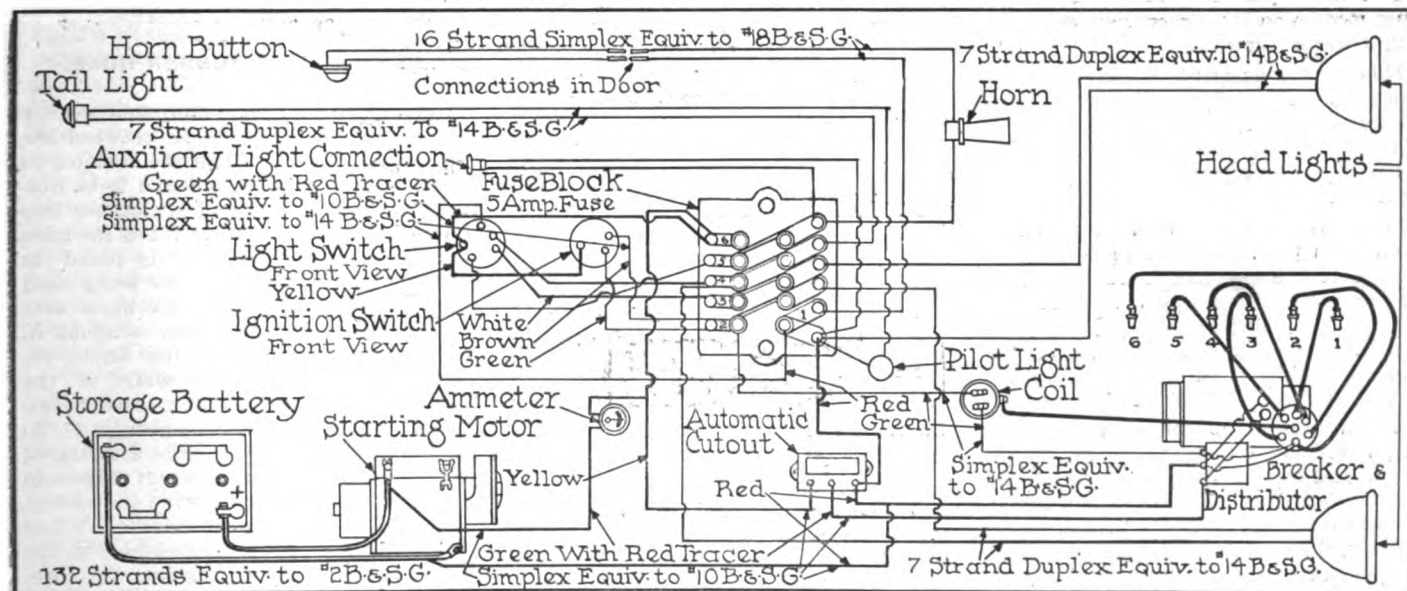 Horn Button
16 Strand Simplex Equiv to #18 B.&S.G.
7 Strand Duplex Equiv. To #14 B.&S.G.
Tail Light
Connections in Door
Horn
7 Strand Duplex Equiv. To #14 B.&S.G.
Auxiliary Light Connection
Head Lights
Green with Red Tracer
Fuse Block
Simplex Equiv. to #10 B.&S.G.
5 Amp. Fuse
Simplex Equiv. to #14 B.&S.G.
Light Switch
Front View
Yellow
6
5
4
3
2
1
Ignition Switch
Front View
White
Brown
Green
6 5 4 3 2 1
Pilot Light
Coil
Storage Battery
Ammeter
Red
Green
Starting Motor
Automatic
Cutout
Simplex Equiv.
to #14 B.&S.G.
Breaker &
Distributor
Yellow
Red
+
Green With Red Tracer
132 Strands Equiv. to #2 B.&S.G.
Simplex Equiv. to #10 B.&S.G.
7 Strand Duplex Equiv. to #14 B.&S.G.